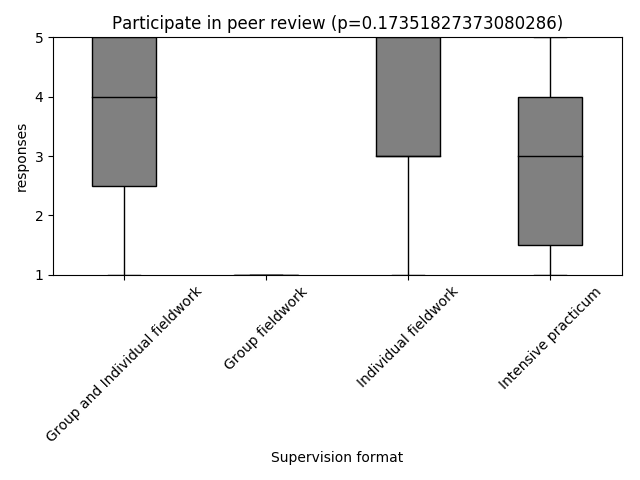 Participate in peer review (p=0.17351827373080286)
5
4
3
2
1
responses
Group and Individual fieldwork
Group fieldwork
Individual fieldwork
Intensive practicum
Supervision format